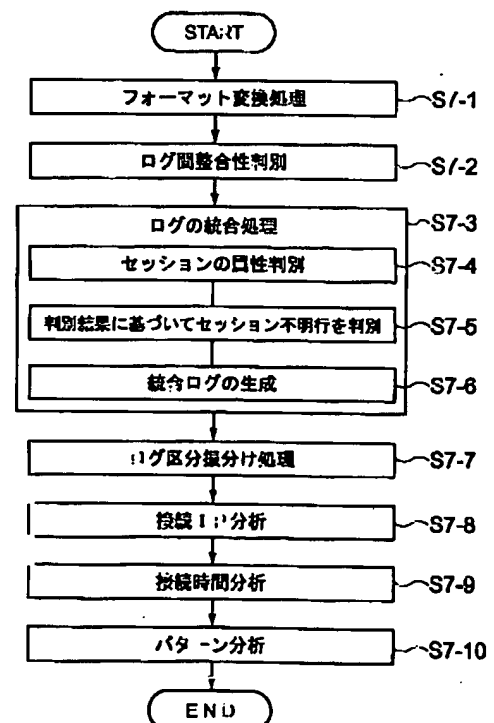 START
フォーマット変換処理
S7-1
ログ間整合性判別
S7-2
ログの統合処理
S7-3
セッションの属性判別
S7-4
判別結果に基づいてセッション不明行を判別
S7-5
統合ログの生成
S7-6
ログ区分振分け処理
S7-7
接続IP分析
S7-8
接続時間分析
S7-9
パターン分析
S7-10
END